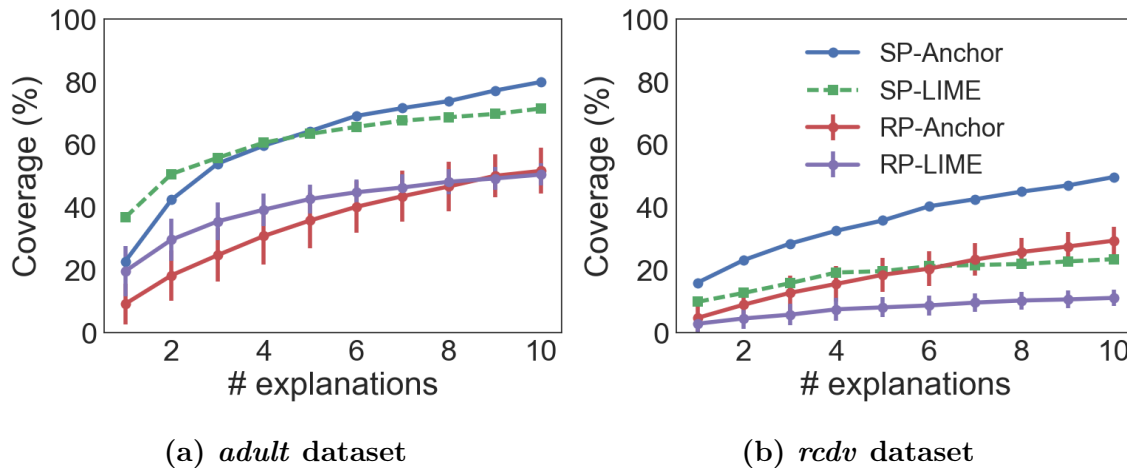 100
80
60
40
20
0
Coverage (%)
2 4 6 8 10
# explanations
(a) adult dataset
100
80
60
40
20
0
Coverage (%)
SP-Anchor
SP-LIME
RP-Anchor
RP-LIME
2 4 6 8 10
# explanations
(b) rcdv dataset